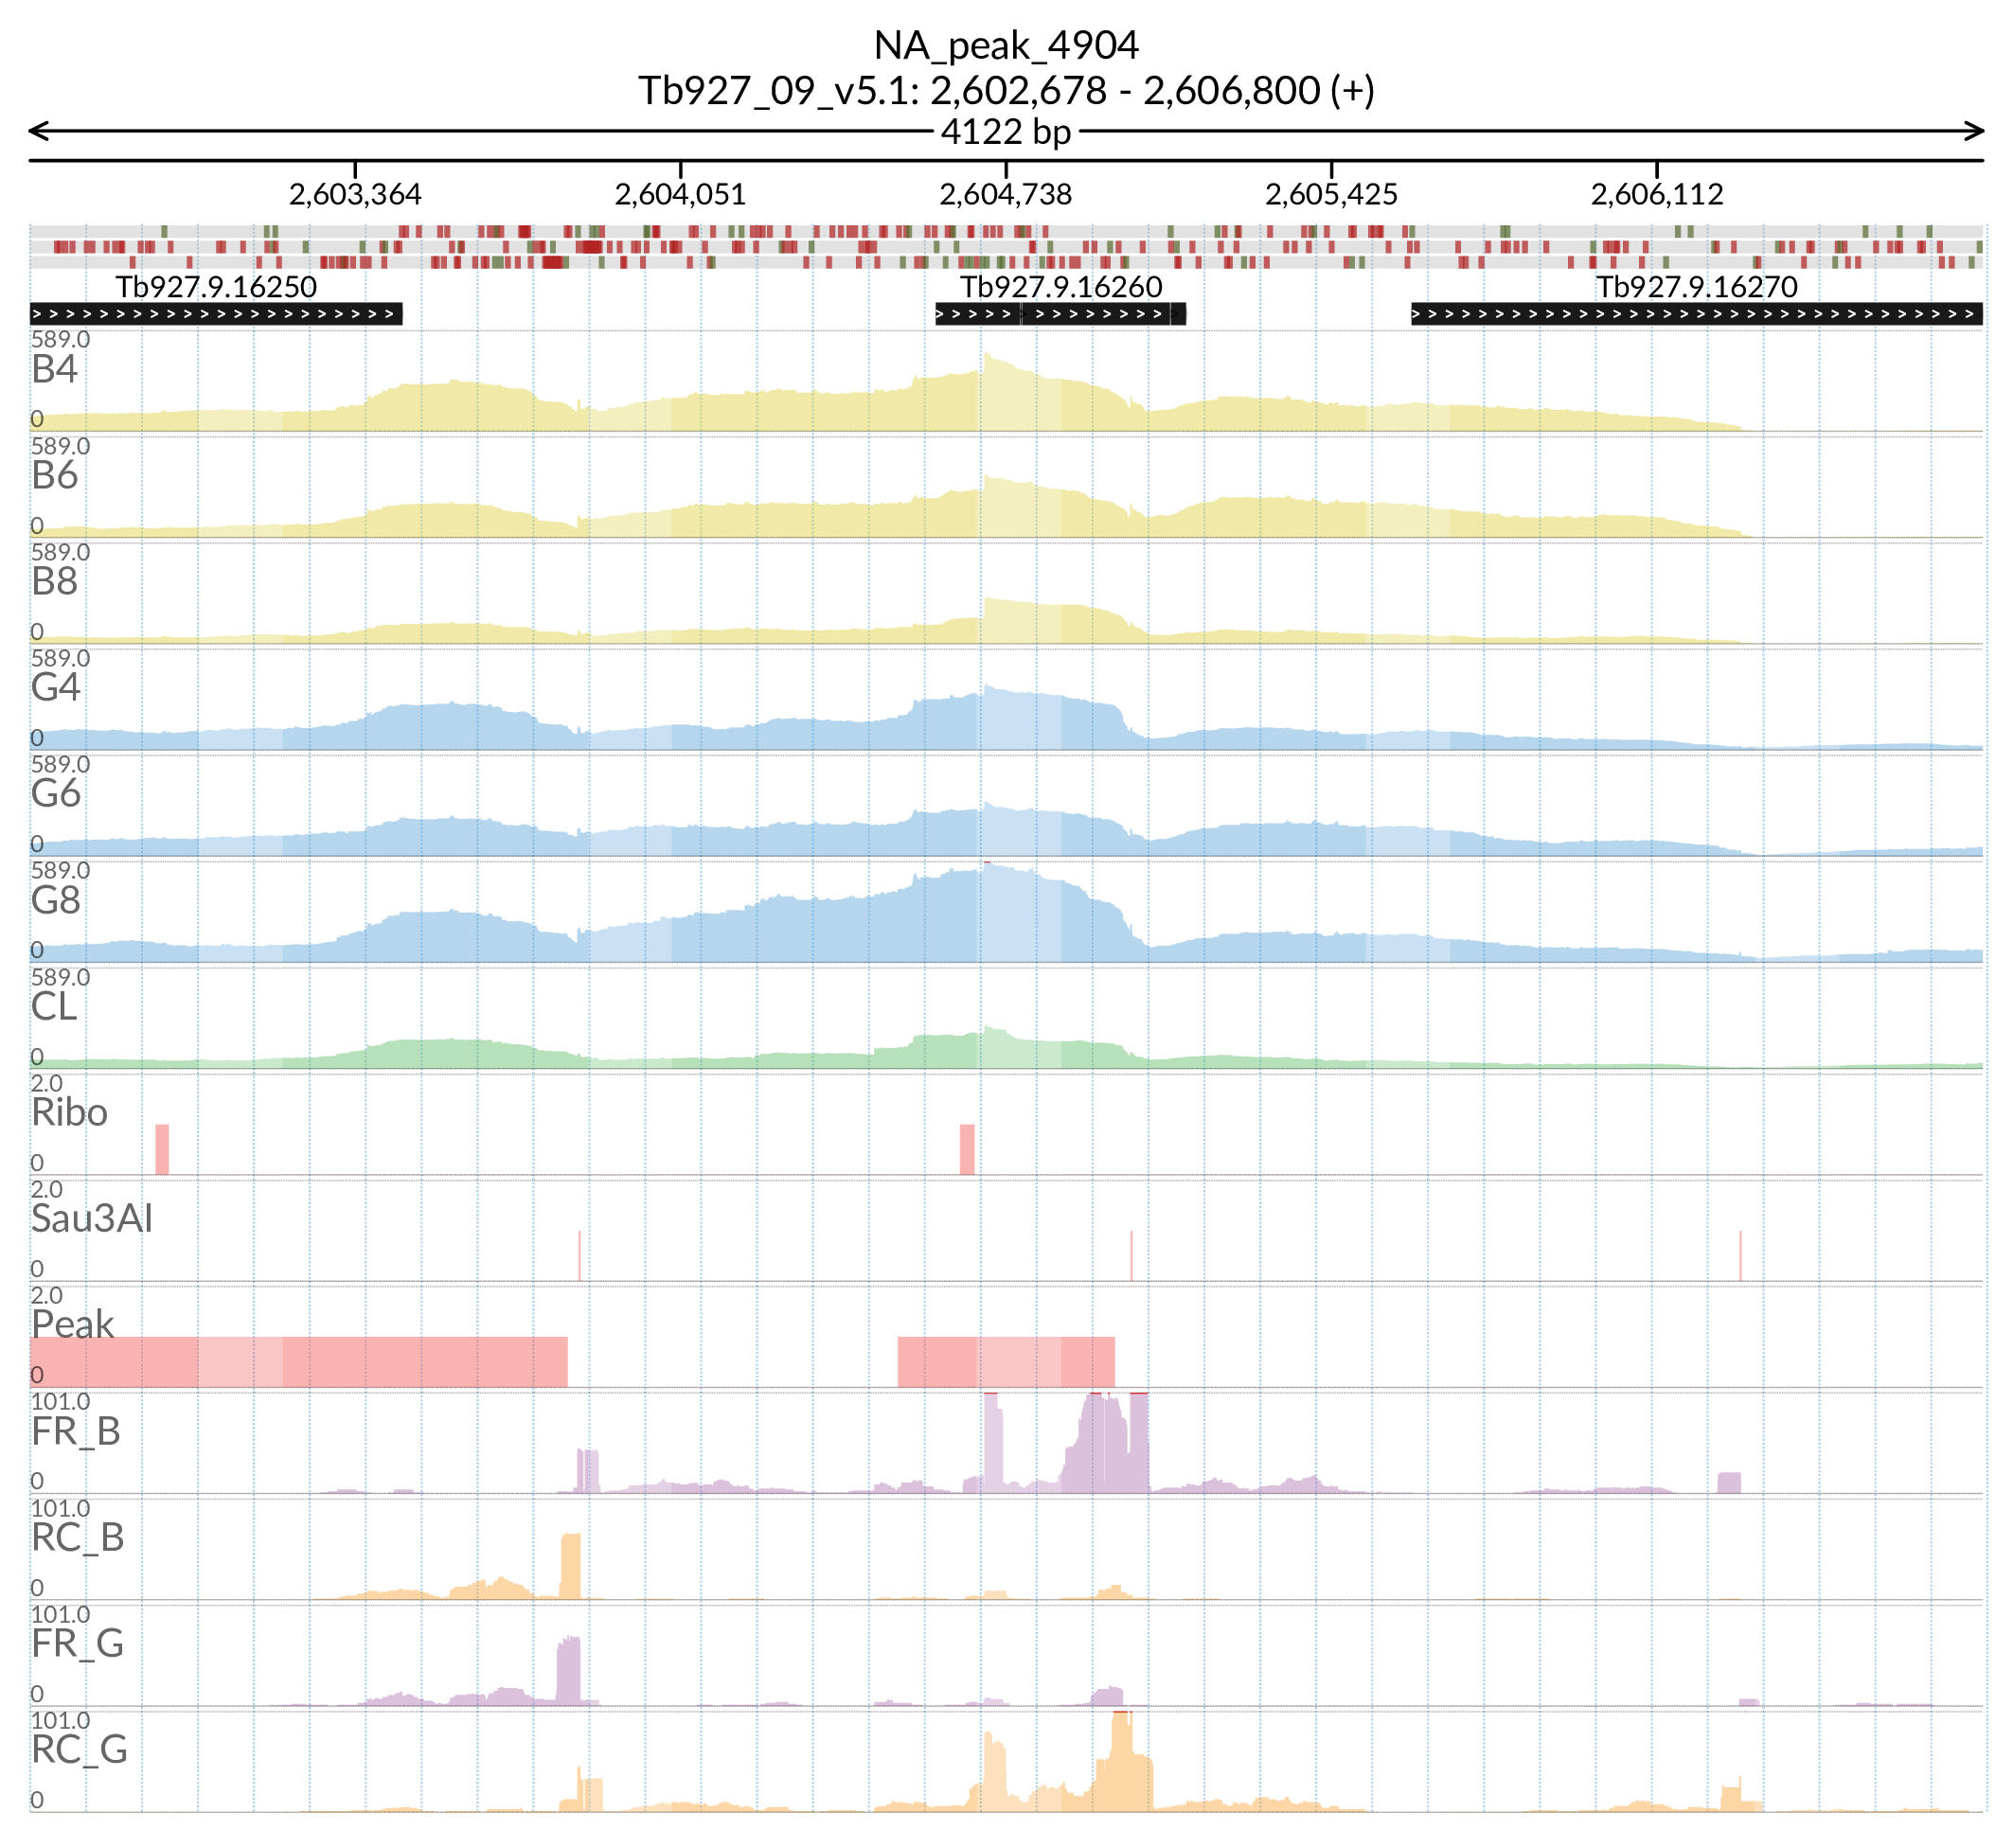 NA_peak_4904
Tb927_09_v5.1: 2,602,678 - 2,606,800 (+)
4122 bp
2,603,364 2,604,051 2,604,738 2,605,425 2,606,112
Tb927.9.16250 Tb927.9.16260 Tb927.9.16270
589.0
B4
0
589.0
B6
0
589.0
B8
0
589.0
G4
0
589.0
G6
0
589.0
G8
0
589.0
CL
0
2.0
Ribo
0
2.0
Sau3AI
0
2.0
Peak
0
101.0
FR_B
0
101.0
RC_B
0
101.0
FR_G
0
101.0
RC_G
0